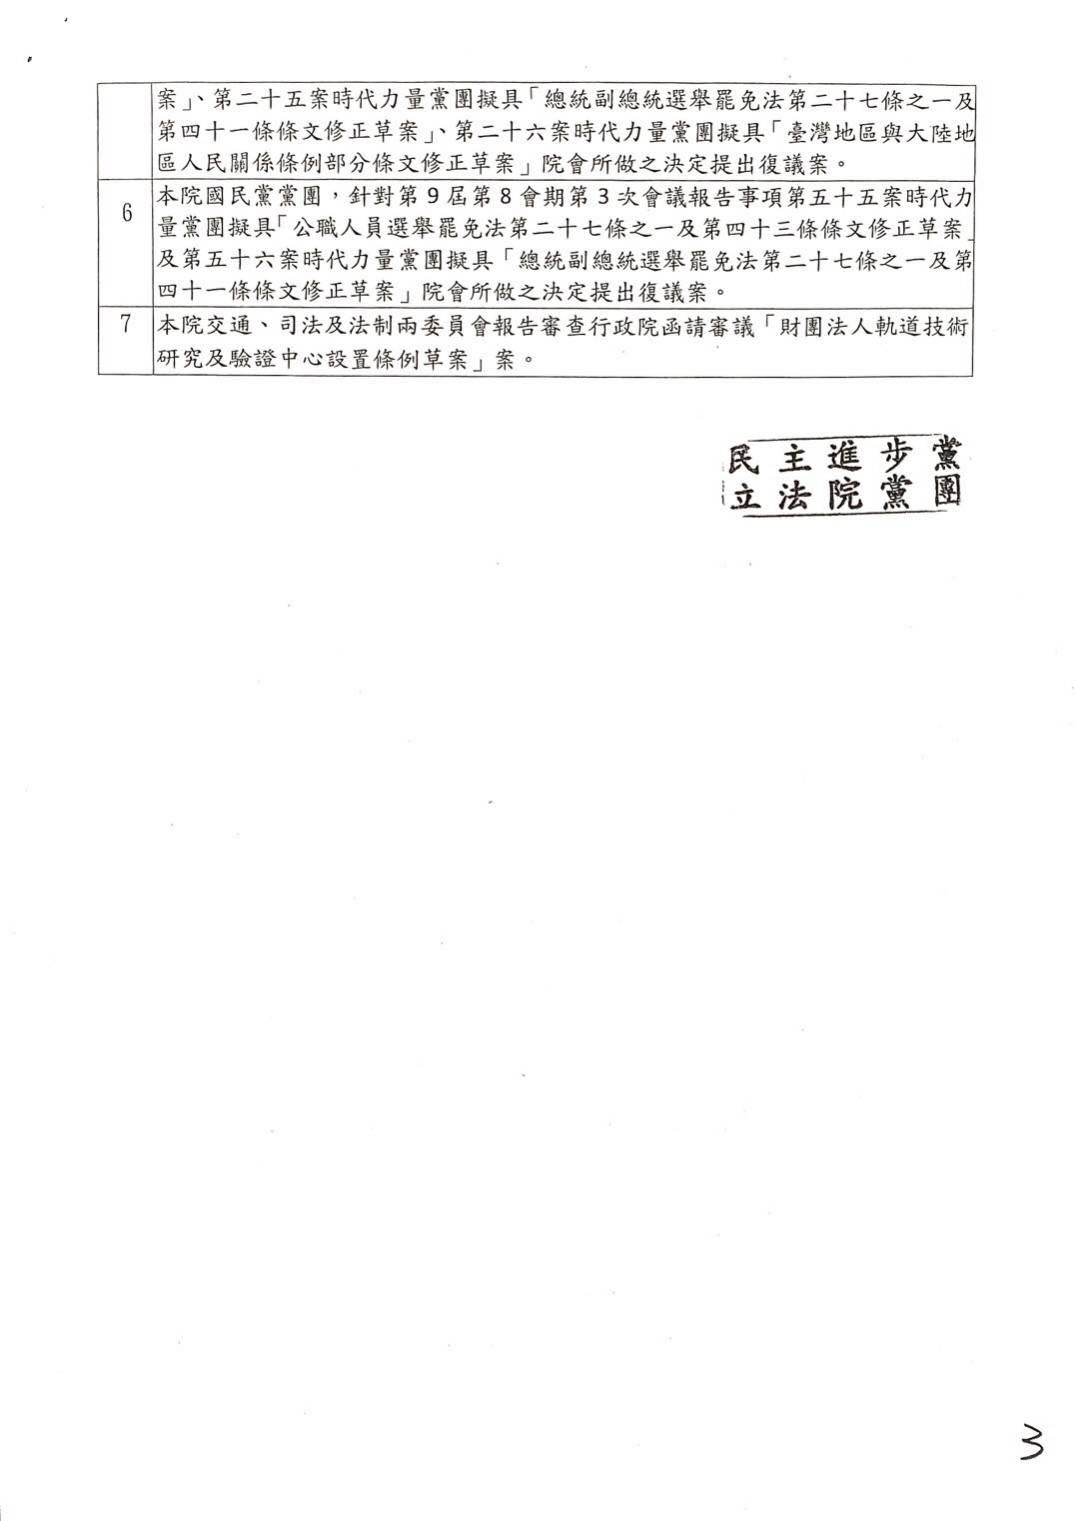 案」、第二十五案時代力量黨團擬具「總統副總統選舉罷免法第二十七條之一及
第四十一條條文修正草案」、第二十六案時代力量黨團擬具「臺灣地區與大陸地
區人民關係條例部分條文修正草案」院會所做之決定提出復議案。
6
本院國民黨黨團，針對第9屆第8會期第3次會議報告事項第五十五案時代力
量黨團擬具「公職人員選舉罷免法第二十七條之一及第四十三條條文修正草案」
及第五十六案時代力量黨團擬具「總統副總統選舉罷免法第二十七條之一及第
四十一條條文修正草案」院會所做之決定提出復議案。
7
本院交通、司法及法制兩委員會報告審查行政院函請審議「財團法人軌道技術
研究及驗證中心設置條例草案」案。
民主進步黨
立法院黨團
3